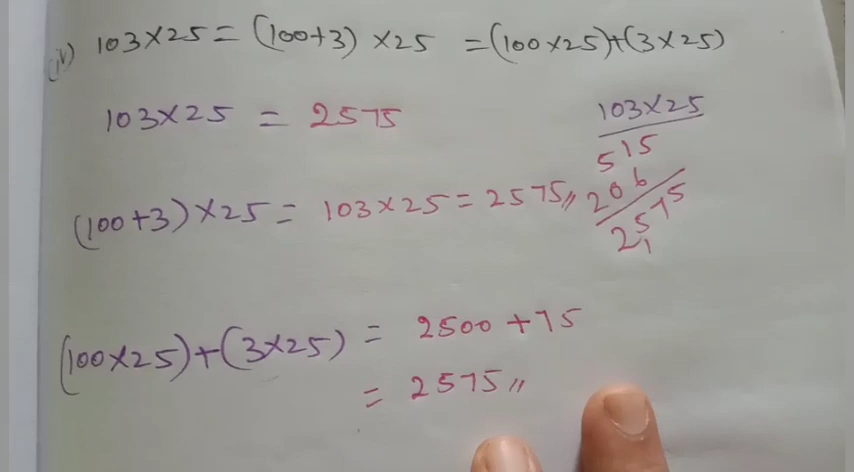 (iv) 103×25 = (100+3) ×25 =(100×25)+(3×25)
103×25 = 2575
103×25
515
206
2575
(100+3)×25 = 103×25 = 2575,,
(100×25)+(3×25) = 2500 + 75
= 2575,,